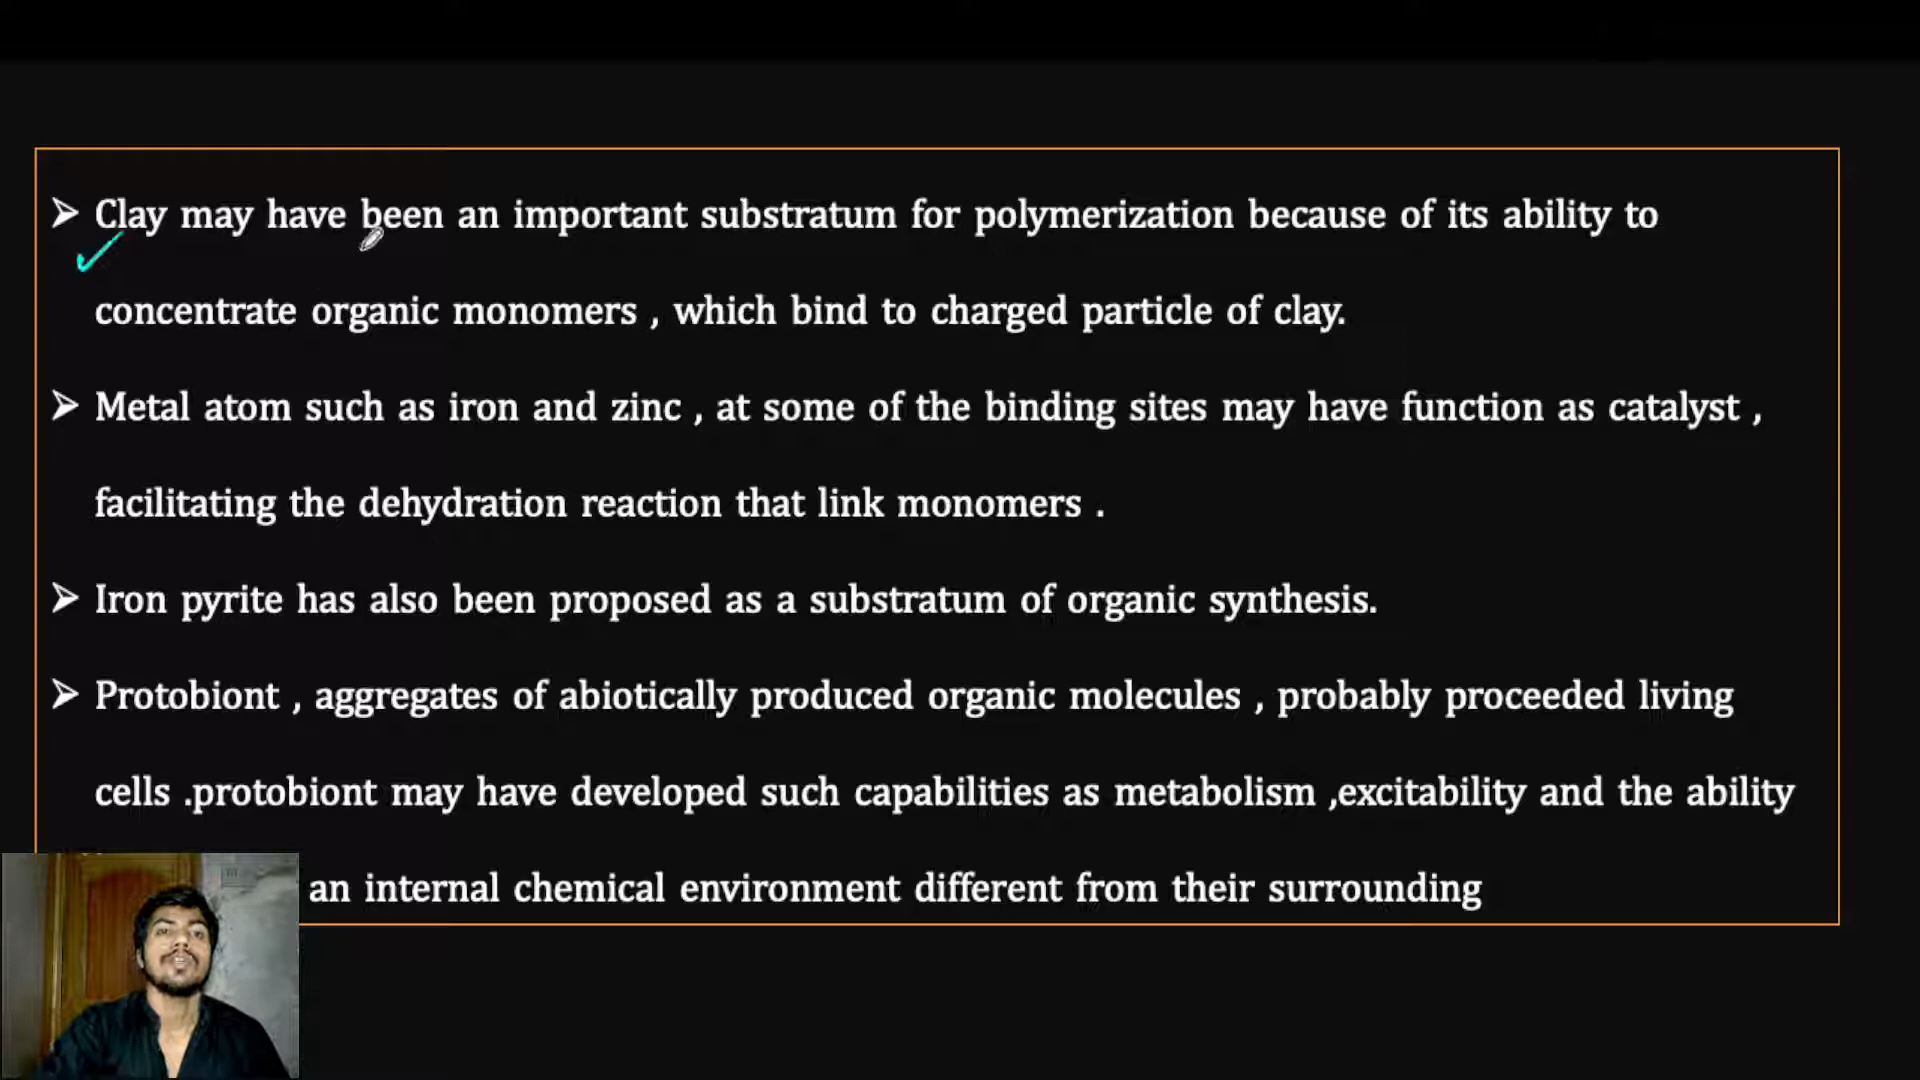 Clay may have been an important substratum for polymerization because of its ability to
concentrate organic monomers , which bind to charged particle of clay.
Metal atom such as iron and zinc , at some of the binding sites may have function as catalyst ,
facilitating the dehydration reaction that link monomers .
Iron pyrite has also been proposed as a substratum of organic synthesis.
Protobiont , aggregates of abiotically produced organic molecules , probably proceeded living
cells .protobiont may have developed such capabilities as metabolism ,excitability and the ability
an internal chemical environment different from their surrounding